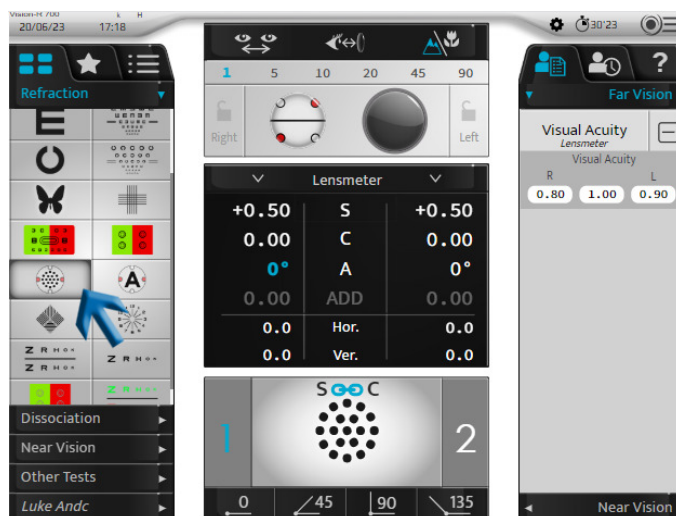 Vision-R 700
L H
20/06/23 17:18
30'23
Refraction
Far Vision
1 5 10 20 45 90
Right
Left
Visual Acuity
Lensmeter
Visual Acuity
R L
0.80 1.00 0.90
Lensmeter
+0.50 S +0.50
0.00 C 0.00
0° A 0°
0.00 ADD 0.00
0.0 Hor. 0.0
0.0 Ver. 0.0
E
A
Z R H O K
Z R H O K
Z R H O K
S C
1 2
0 45 90 135
Dissociation
Near Vision
Other Tests
Luke Andc
Near Vision
?